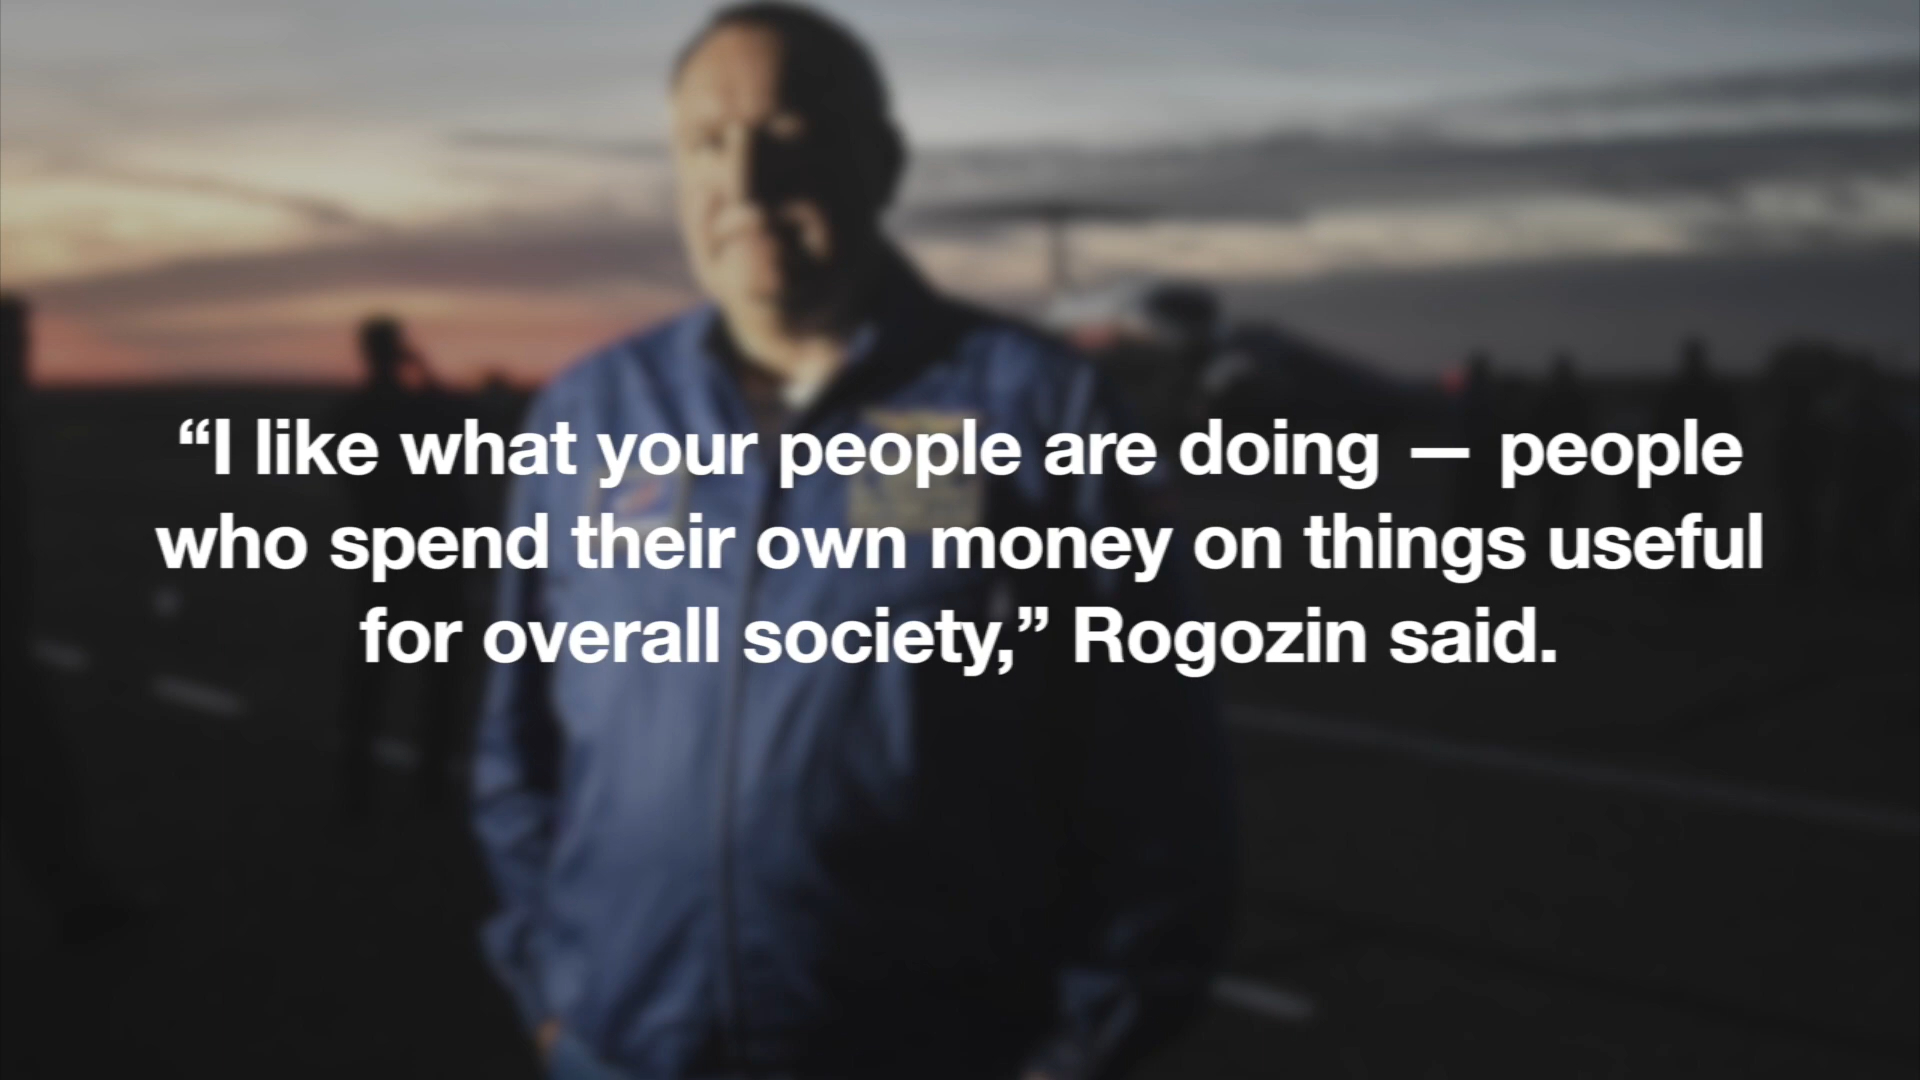 “I like what your people are doing — people
who spend their own money on things useful
for overall society,” Rogozin said.